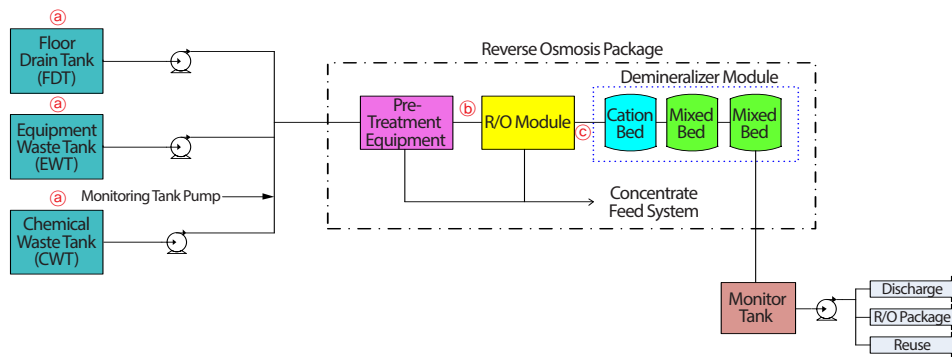 ⓐ
Floor
Drain Tank
(FDT)
ⓐ
Equipment
Waste Tank
(EWT)
Monitoring Tank Pump
ⓐ
Chemical
Waste Tank
(CWT)
Reverse Osmosis Package
Pre-
Treatment
Equipment
ⓑ
R/O Module
ⓒ
Demineralizer Module
Cation
Bed
Mixed
Bed
Mixed
Bed
Concentrate
Feed System
Monitor
Tank
Discharge
R/O Package
Reuse